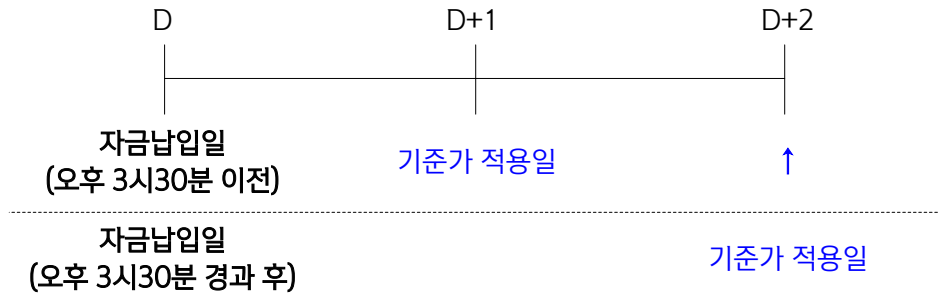 D D+1 D+2
자금납입일
(오후 3시30분 이전)
기준가 적용일
↑
자금납입일
(오후 3시30분 경과 후)
기준가 적용일